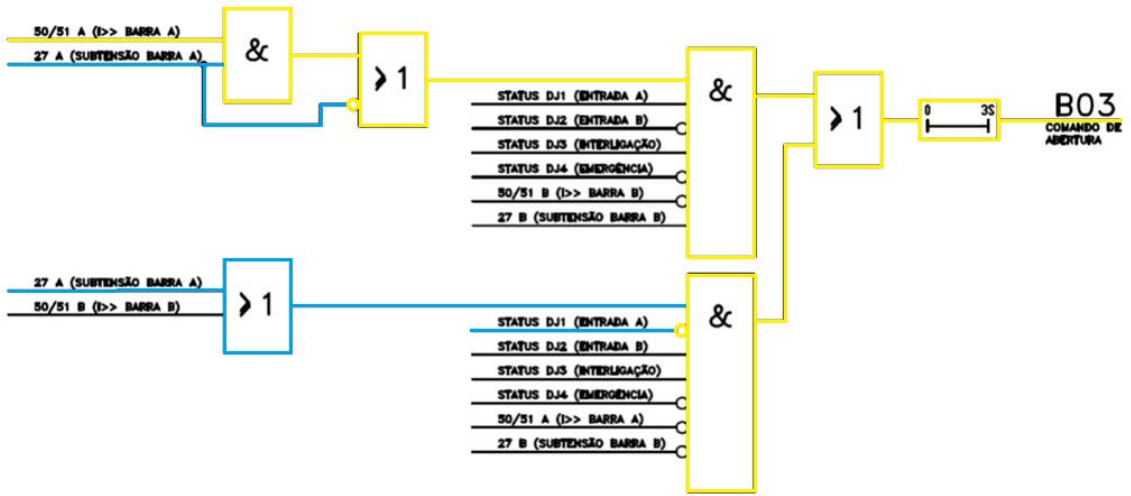 50/51 A (I>> BARRA A)
27 A (SUBTENSÃO BARRA A)
&
> 1
STATUS DJ1 (ENTRADA A)
STATUS DJ2 (ENTRADA B)
STATUS DJ3 (INTERLIGAÇÃO)
STATUS DJ4 (EMERGÊNCIA)
50/51 B (I>> BARRA B)
27 B (SUBTENSÃO BARRA B)
&
> 1
0 3S
B03
COMANDO DE
ABERTURA
27 A (SUBTENSÃO BARRA A)
50/51 B (I>> BARRA B)
> 1
STATUS DJ1 (ENTRADA A)
STATUS DJ2 (ENTRADA B)
STATUS DJ3 (INTERLIGAÇÃO)
STATUS DJ4 (EMERGÊNCIA)
50/51 A (I>> BARRA A)
27 B (SUBTENSÃO BARRA B)
&